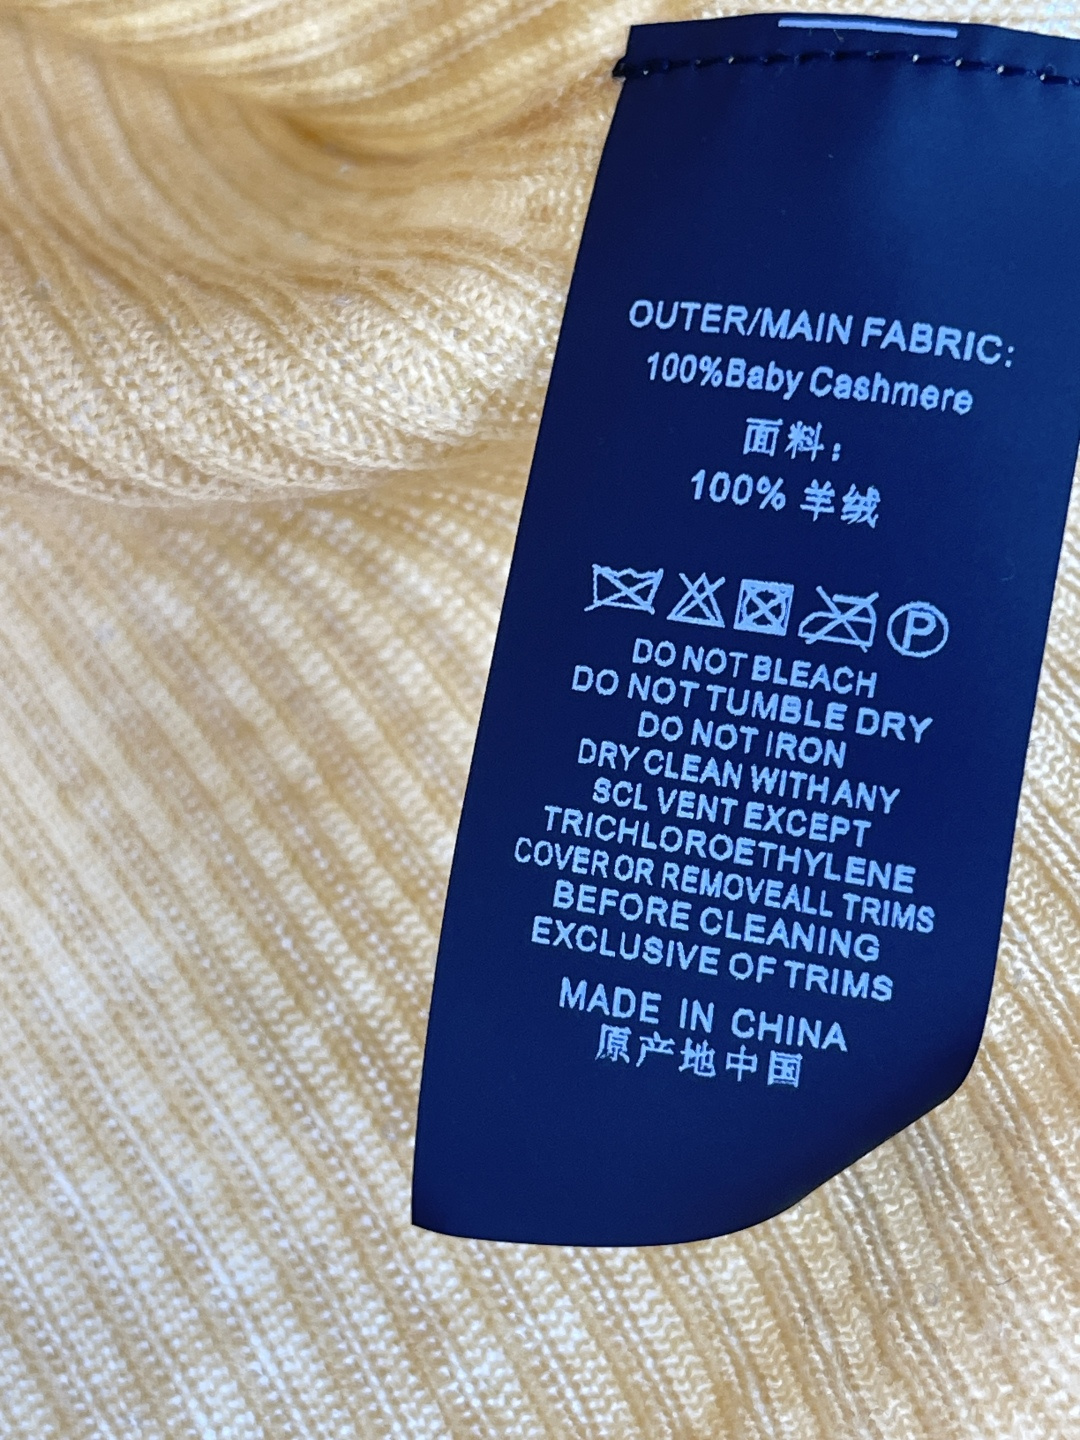 OUTER/MAIN FABRIC:
100%Baby Cashmere
面料：
100% 羊绒
P
DO NOT BLEACH
DO NOT TUMBLE DRY
DO NOT IRON
DRY CLEAN WITHANY
SCL VENT EXCEPT
TRICHLOROETHYLENE
COVER OR REMOVEALL TRIMS
BEFORE CLEANING
EXCLUSIVE OF TRIMS
MADE IN CHINA
原产地中国